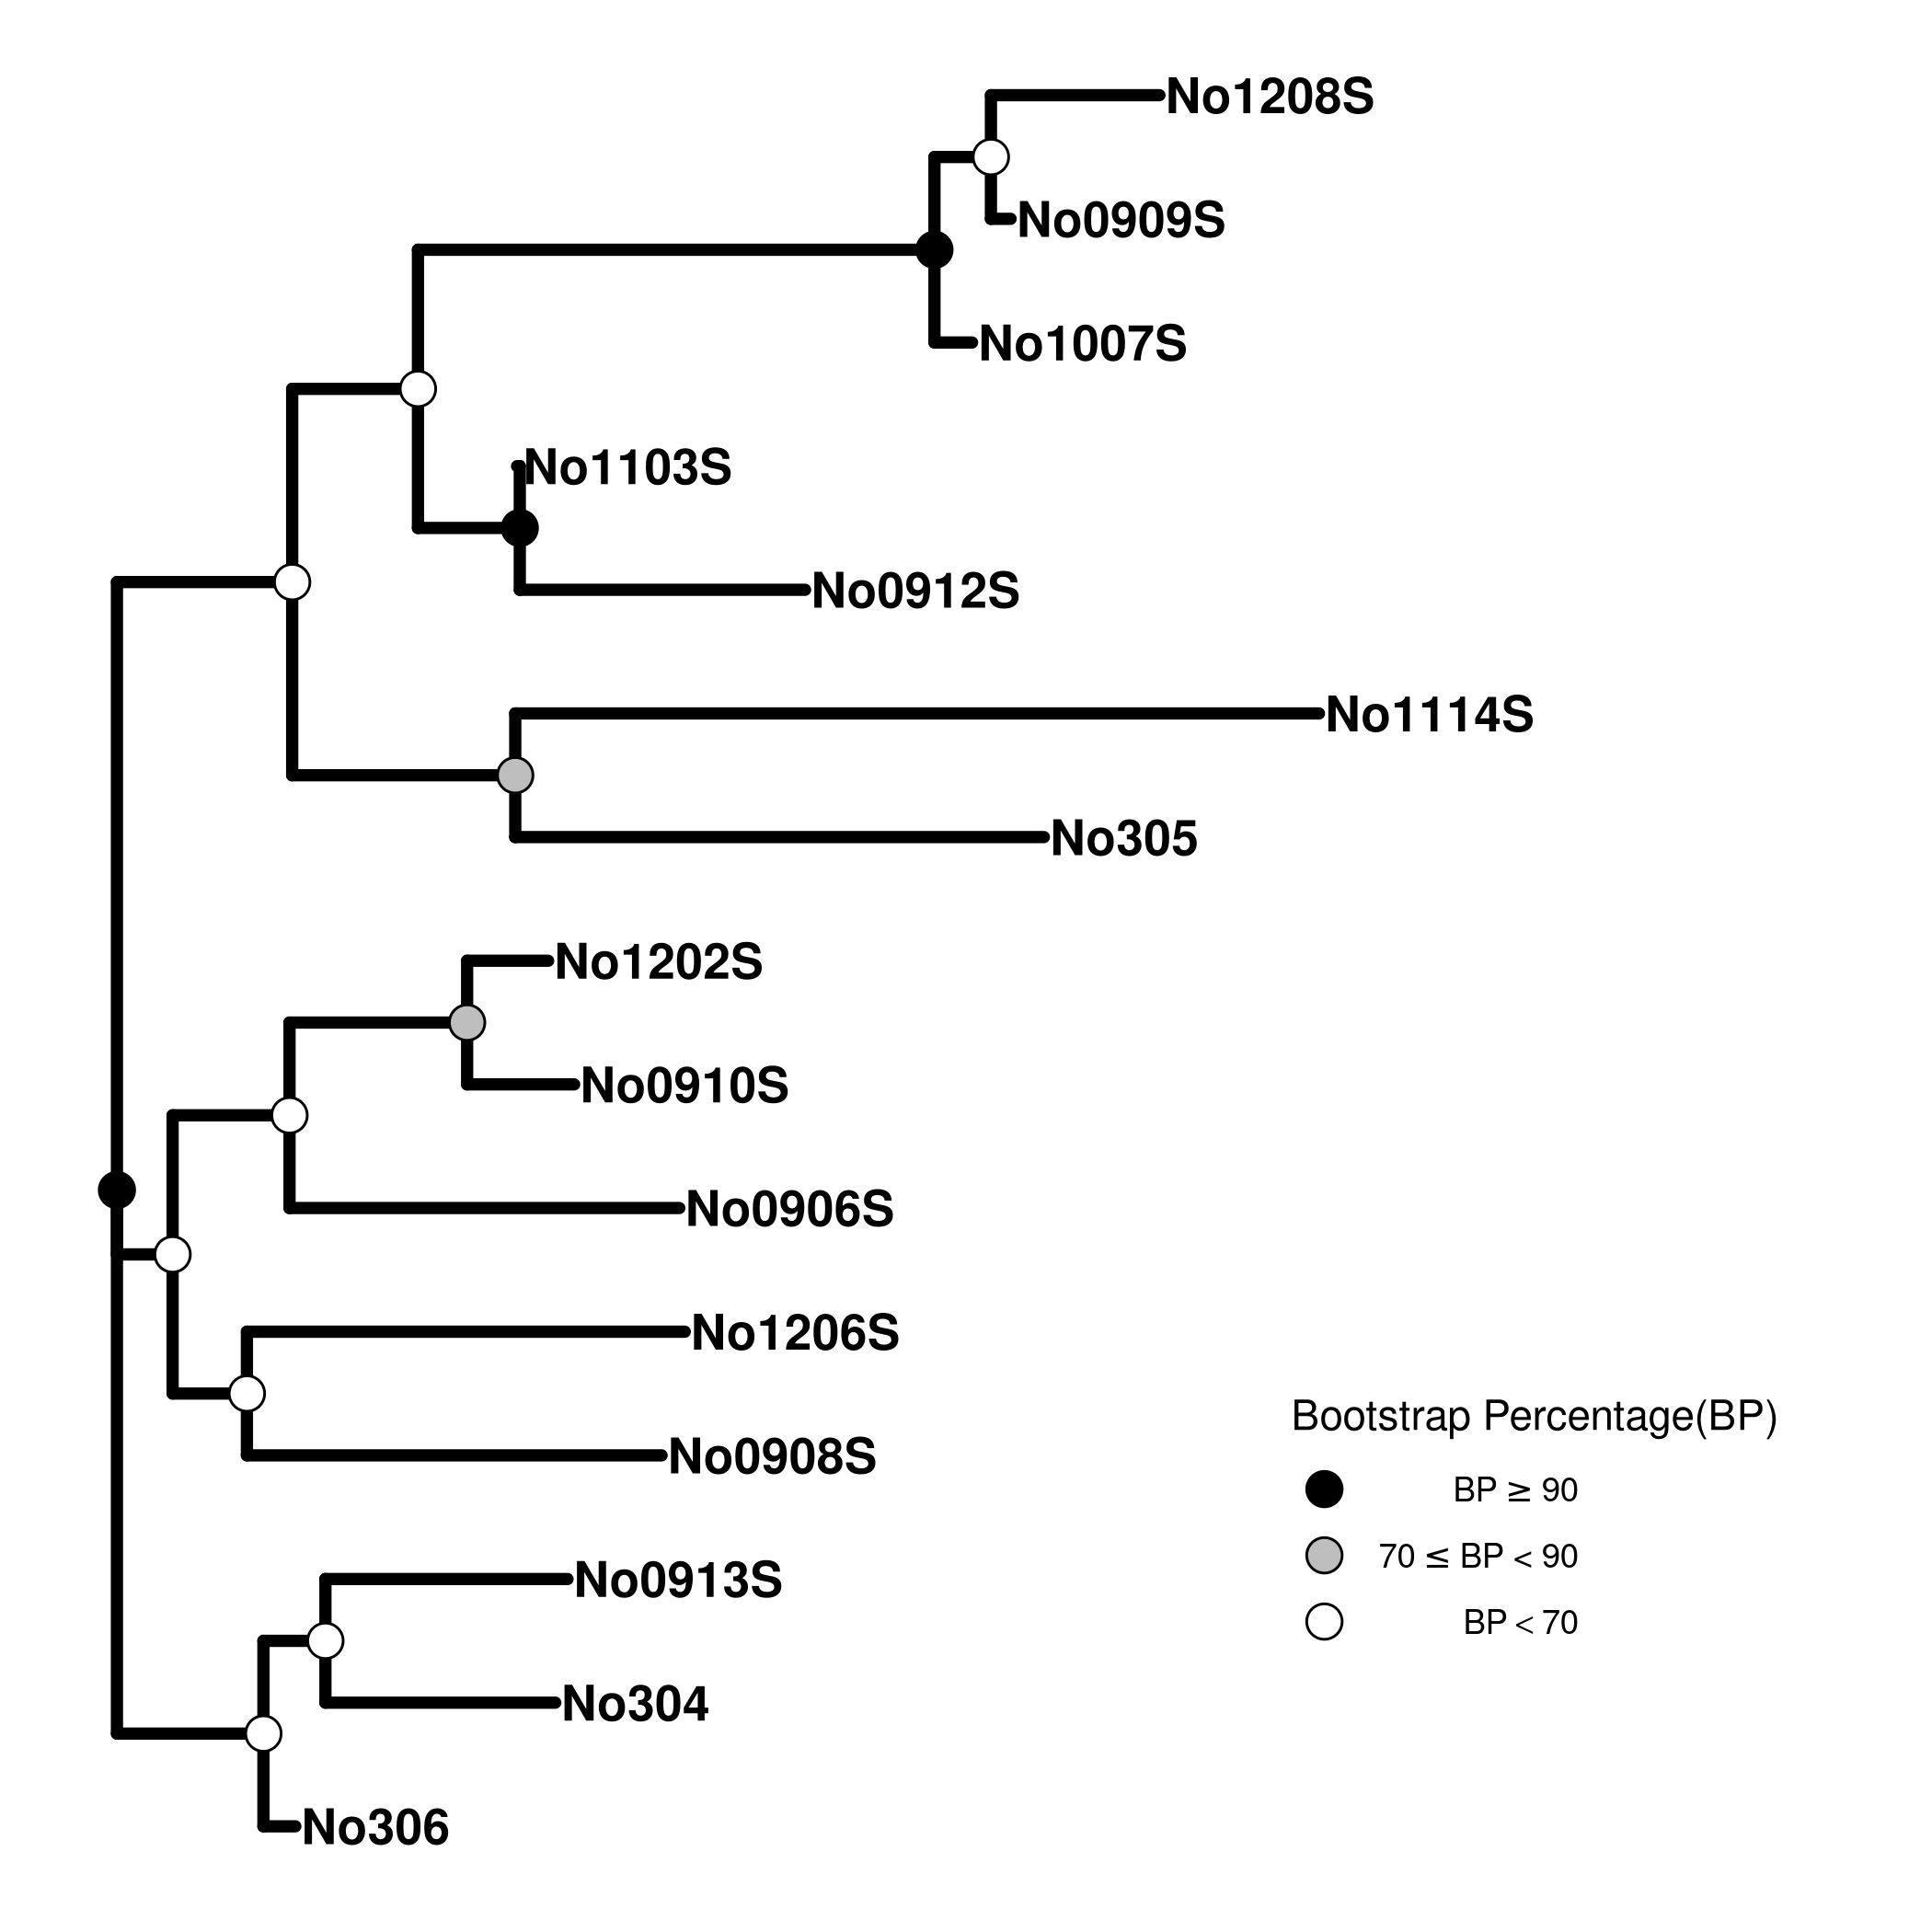 No1208S
No0909S
No1007S
No1103S
No0912S
No1114S
No305
No1202S
No0910S
No0906S
No1206S
No0908S
Bootstrap Percentage(BP)
BP ≥ 90
70 ≤ BP < 90
BP < 70
No0913S
No304
No306